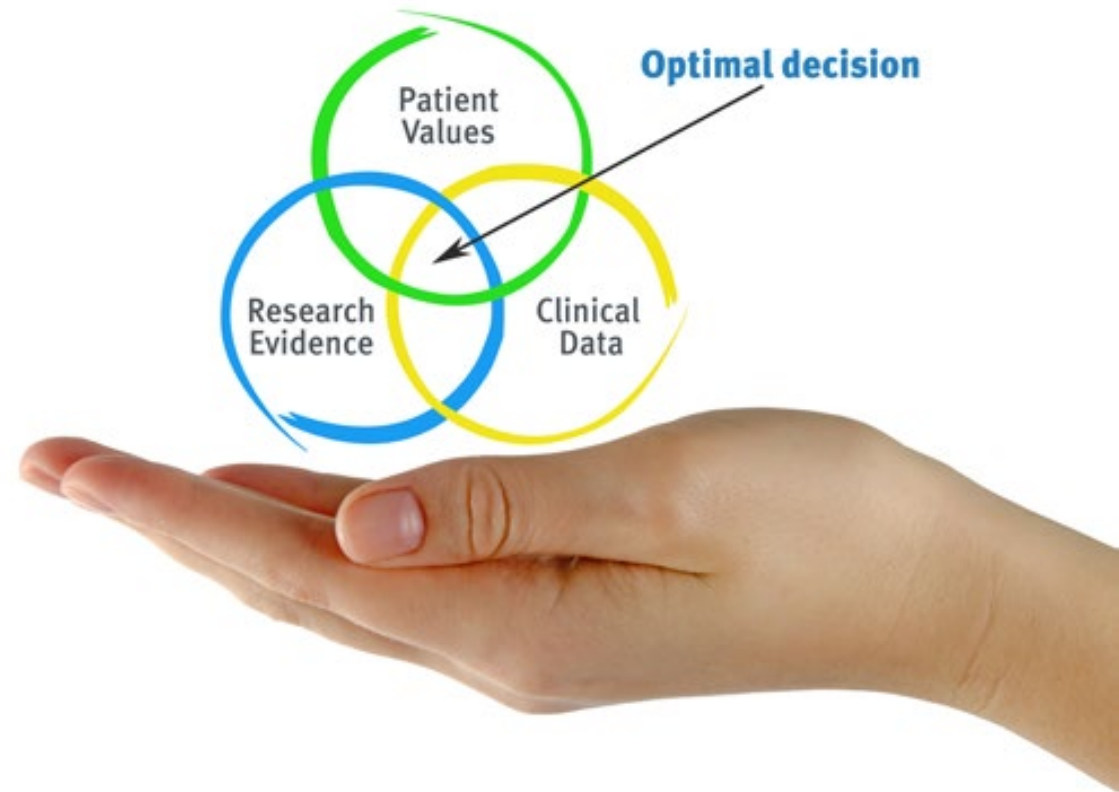 Optimal decision
Patient
Values
Research
Evidence
Clinical
Data